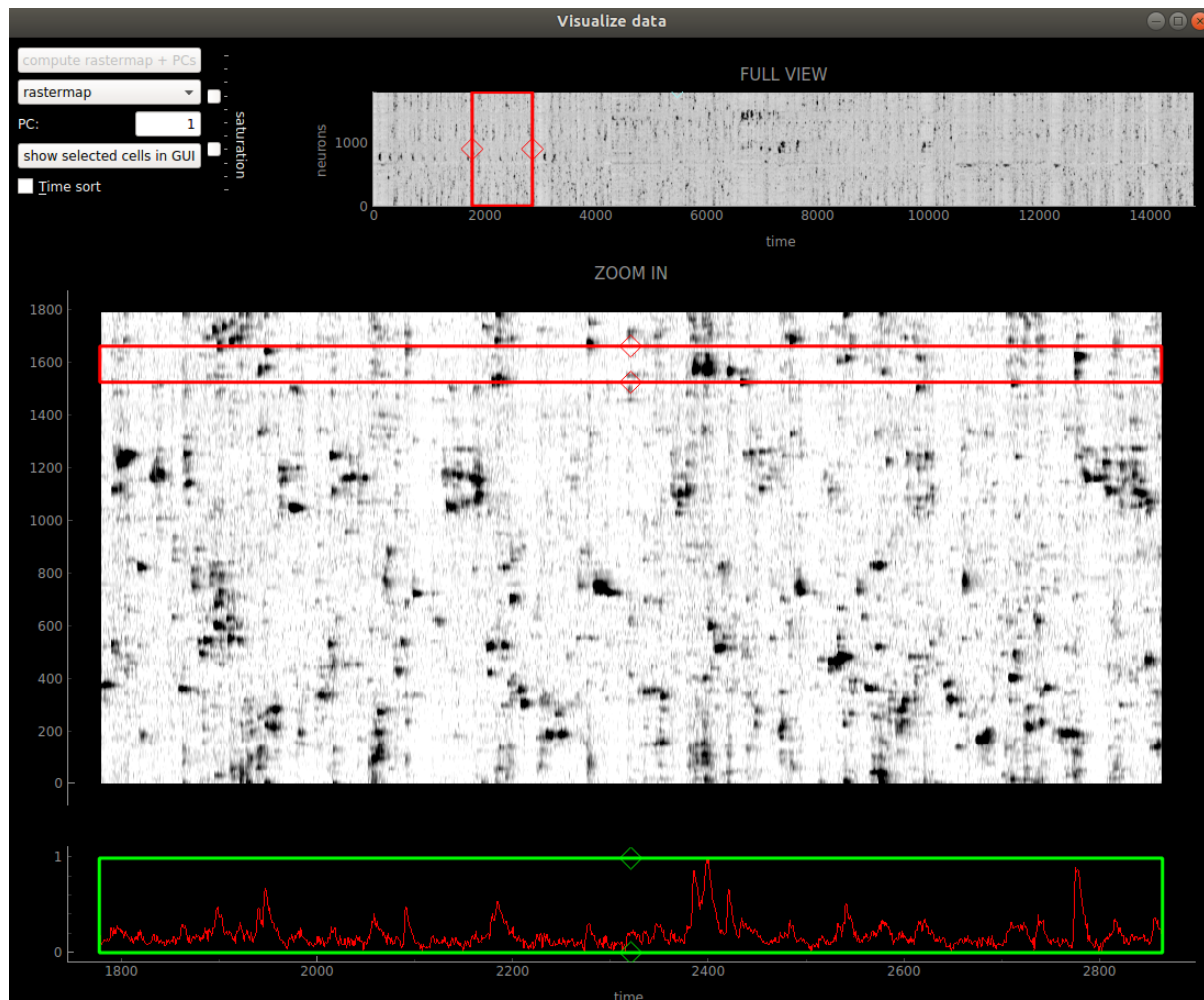 Visualize data
compute rastermap + PCs
rastermap
PC: 1
show selected cells in GUI
Time sort
saturation
FULL VIEW
neurons
1000
0
0 2000 4000 6000 8000 10000 12000 14000
time
ZOOM IN
1800
1600
1400
1200
1000
800
600
400
200
0
1
0
1800 2000 2200 2400 2600 2800
time